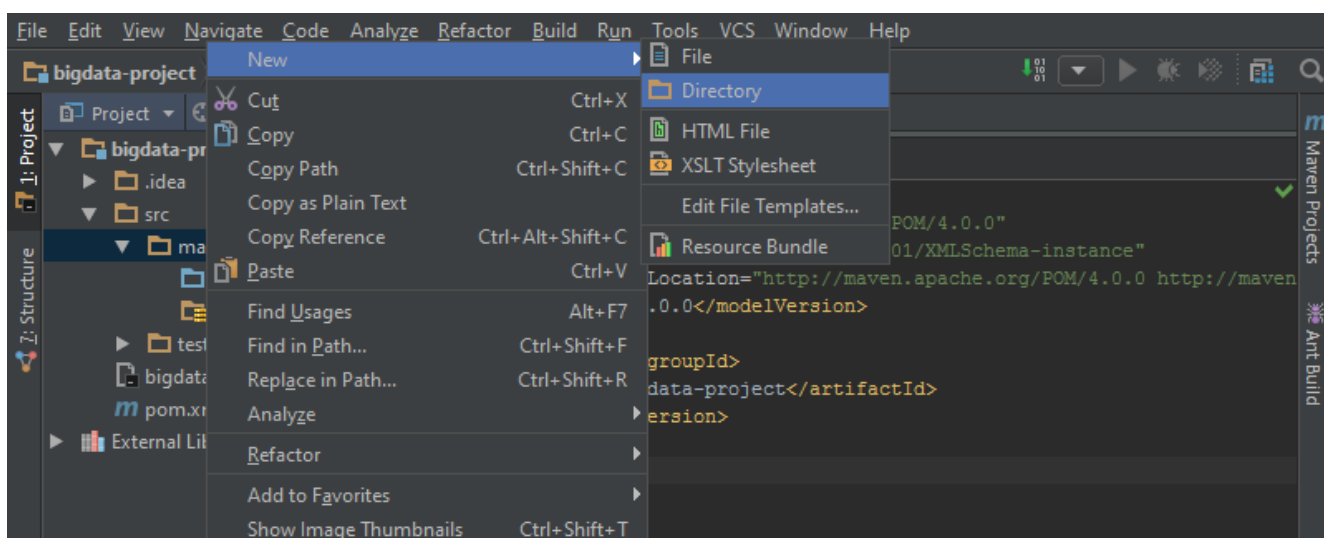 File Edit View Navigate Code Analyze Refactor Build Run Tools VCS Window Help
bigdata-project
Project
1: Project
7: Structure
bigdata-pr
.idea
src
ma
test
bigdata
pom.xm
External Lib
New
Cut Ctrl+X
Copy Ctrl+C
Copy Path Ctrl+Shift+C
Copy as Plain Text
Copy Reference Ctrl+Alt+Shift+C
Paste Ctrl+V
Find Usages Alt+F7
Find in Path... Ctrl+Shift+F
Replace in Path... Ctrl+Shift+R
Analyze
Refactor
Add to Favorites
Show Image Thumbnails Ctrl+Shift+T
File
Directory
HTML File
XSLT Stylesheet
Edit File Templates...
Resource Bundle
POM/4.0.0"
01/XMLSchema-instance"
Location="http://maven.apache.org/POM/4.0.0 http://maven
.0.0</modelVersion>
groupId>
data-project</artifactId>
ersion>
Maven Projects
Ant Build